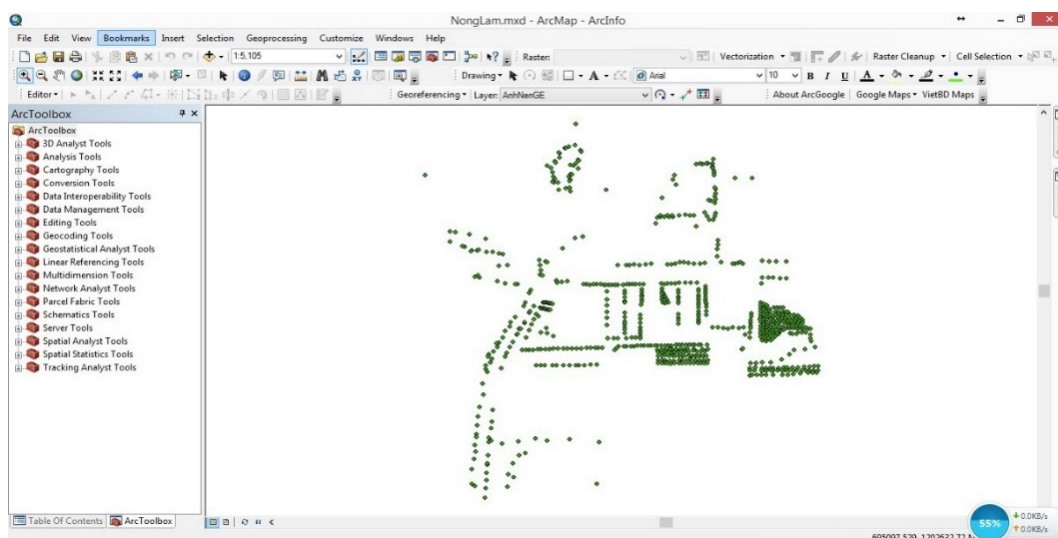 NongLam.mxd - ArcMap - ArcInfo
File Edit View Bookmarks Insert Selection Geoprocessing Customize Windows Help
1:5,105 Raster: Vectorization Raster Cleanup Cell Selection
Drawing A Arial 10 B I U A
Editor Georeferencing Layer: AnhNenGE About ArcGoogle Google Maps VietBD Maps
ArcToolbox
ArcToolbox
3D Analyst Tools
Analysis Tools
Cartography Tools
Conversion Tools
Data Interoperability Tools
Data Management Tools
Editing Tools
Geocoding Tools
Geostatistical Analyst Tools
Linear Referencing Tools
Multidimension Tools
Network Analyst Tools
Parcel Fabric Tools
Schematics Tools
Server Tools
Spatial Analyst Tools
Spatial Statistics Tools
Tracking Analyst Tools
Table Of Contents ArcToolbox
55% 0.0KB/s
0.0KB/s